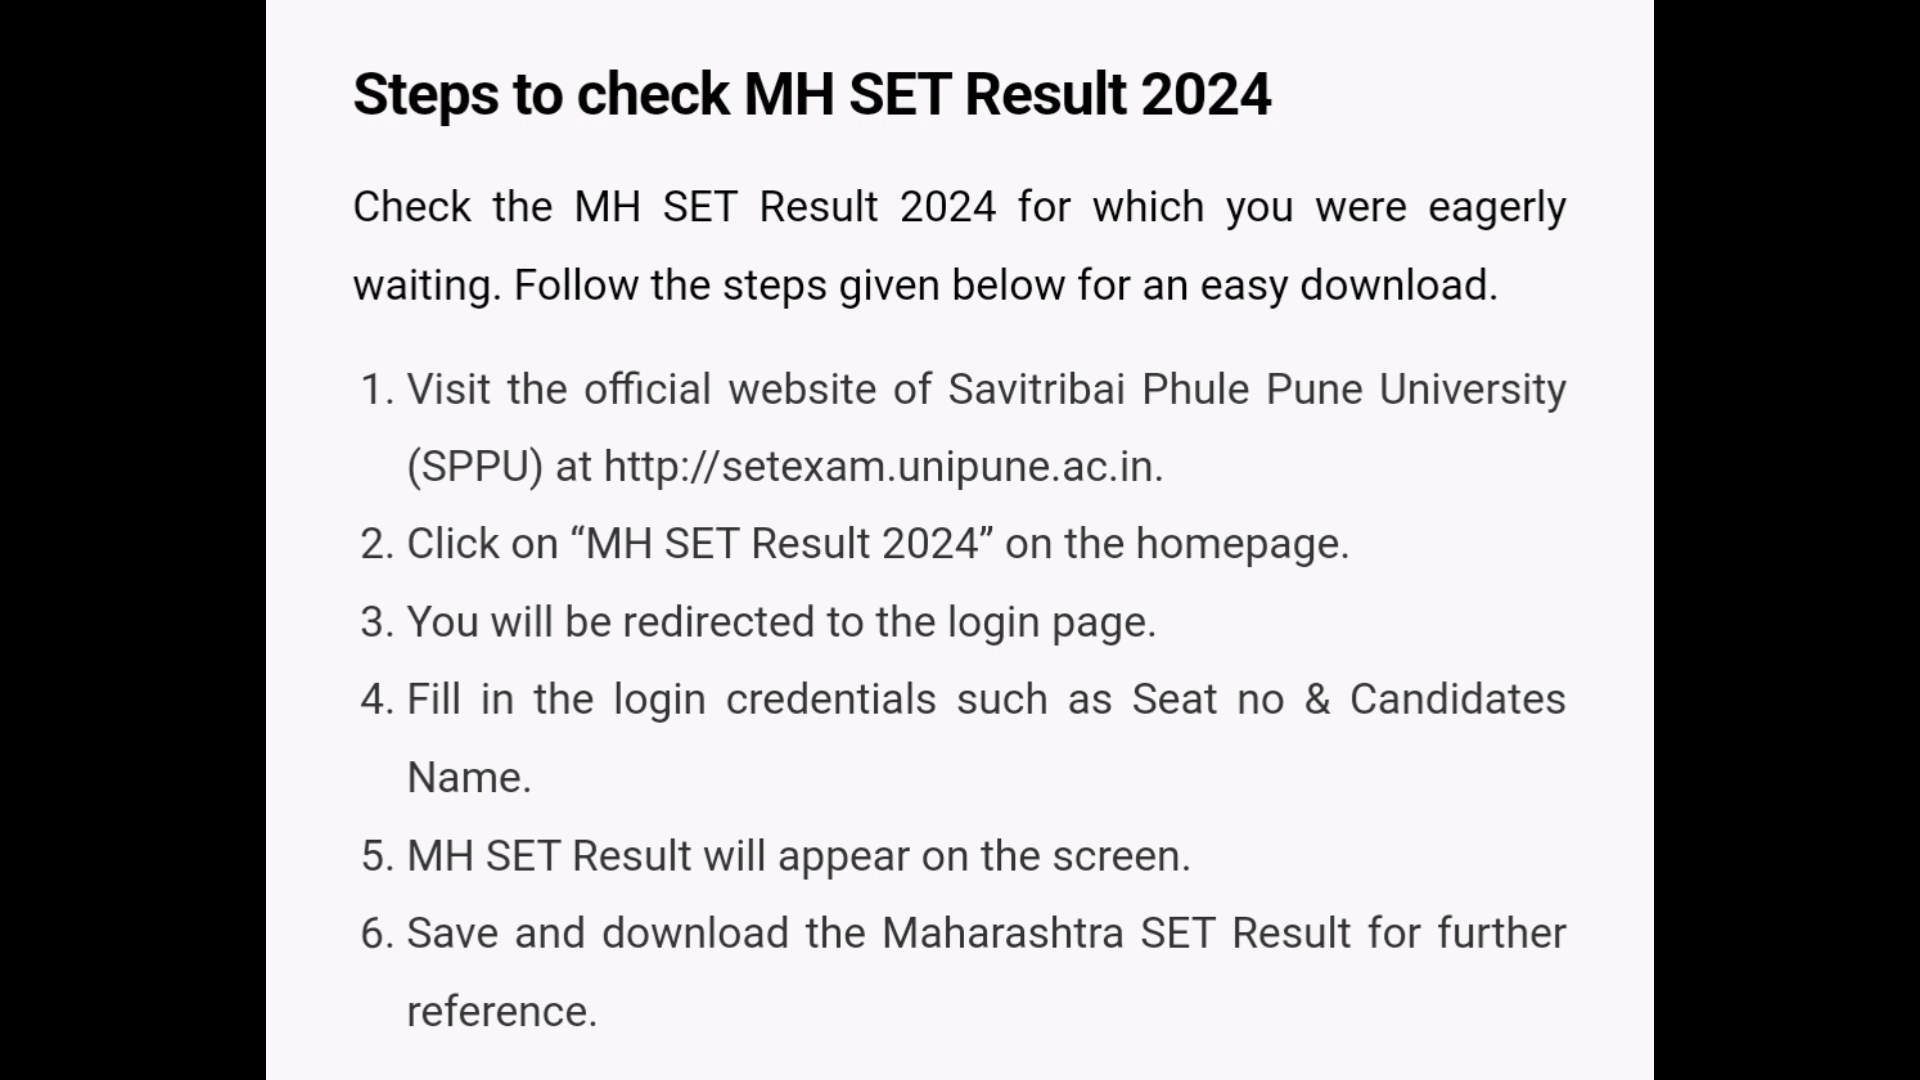 Steps to check MH SET Result 2024
Check the MH SET Result 2024 for which you were eagerly
waiting. Follow the steps given below for an easy download.
1. Visit the official website of Savitribai Phule Pune University
(SPPU) at http://setexam.unipune.ac.in.
2. Click on “MH SET Result 2024” on the homepage.
3. You will be redirected to the login page.
4. Fill in the login credentials such as Seat no & Candidates
Name.
5. MH SET Result will appear on the screen.
6. Save and download the Maharashtra SET Result for further
reference.